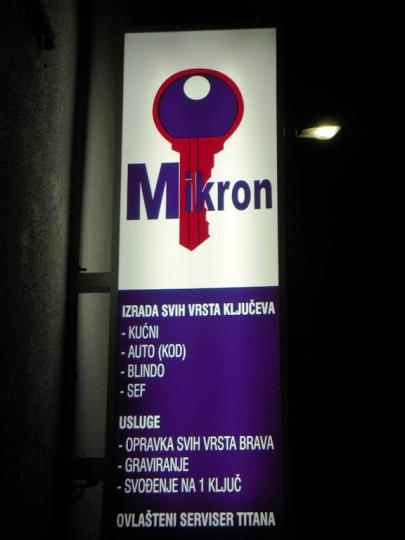 Mikron
IZRADA SVIH VRSTA KLJUČEVA
- KUĆNI
- AUTO (KOD)
- BLINDO
- SEF
USLUGE
- OPRAVKA SVIH VRSTA BRAVA
- GRAVIRANJE
- SVOĐENJE NA 1 KLJUČ
OVLAŠTENI SERVISER TITANA